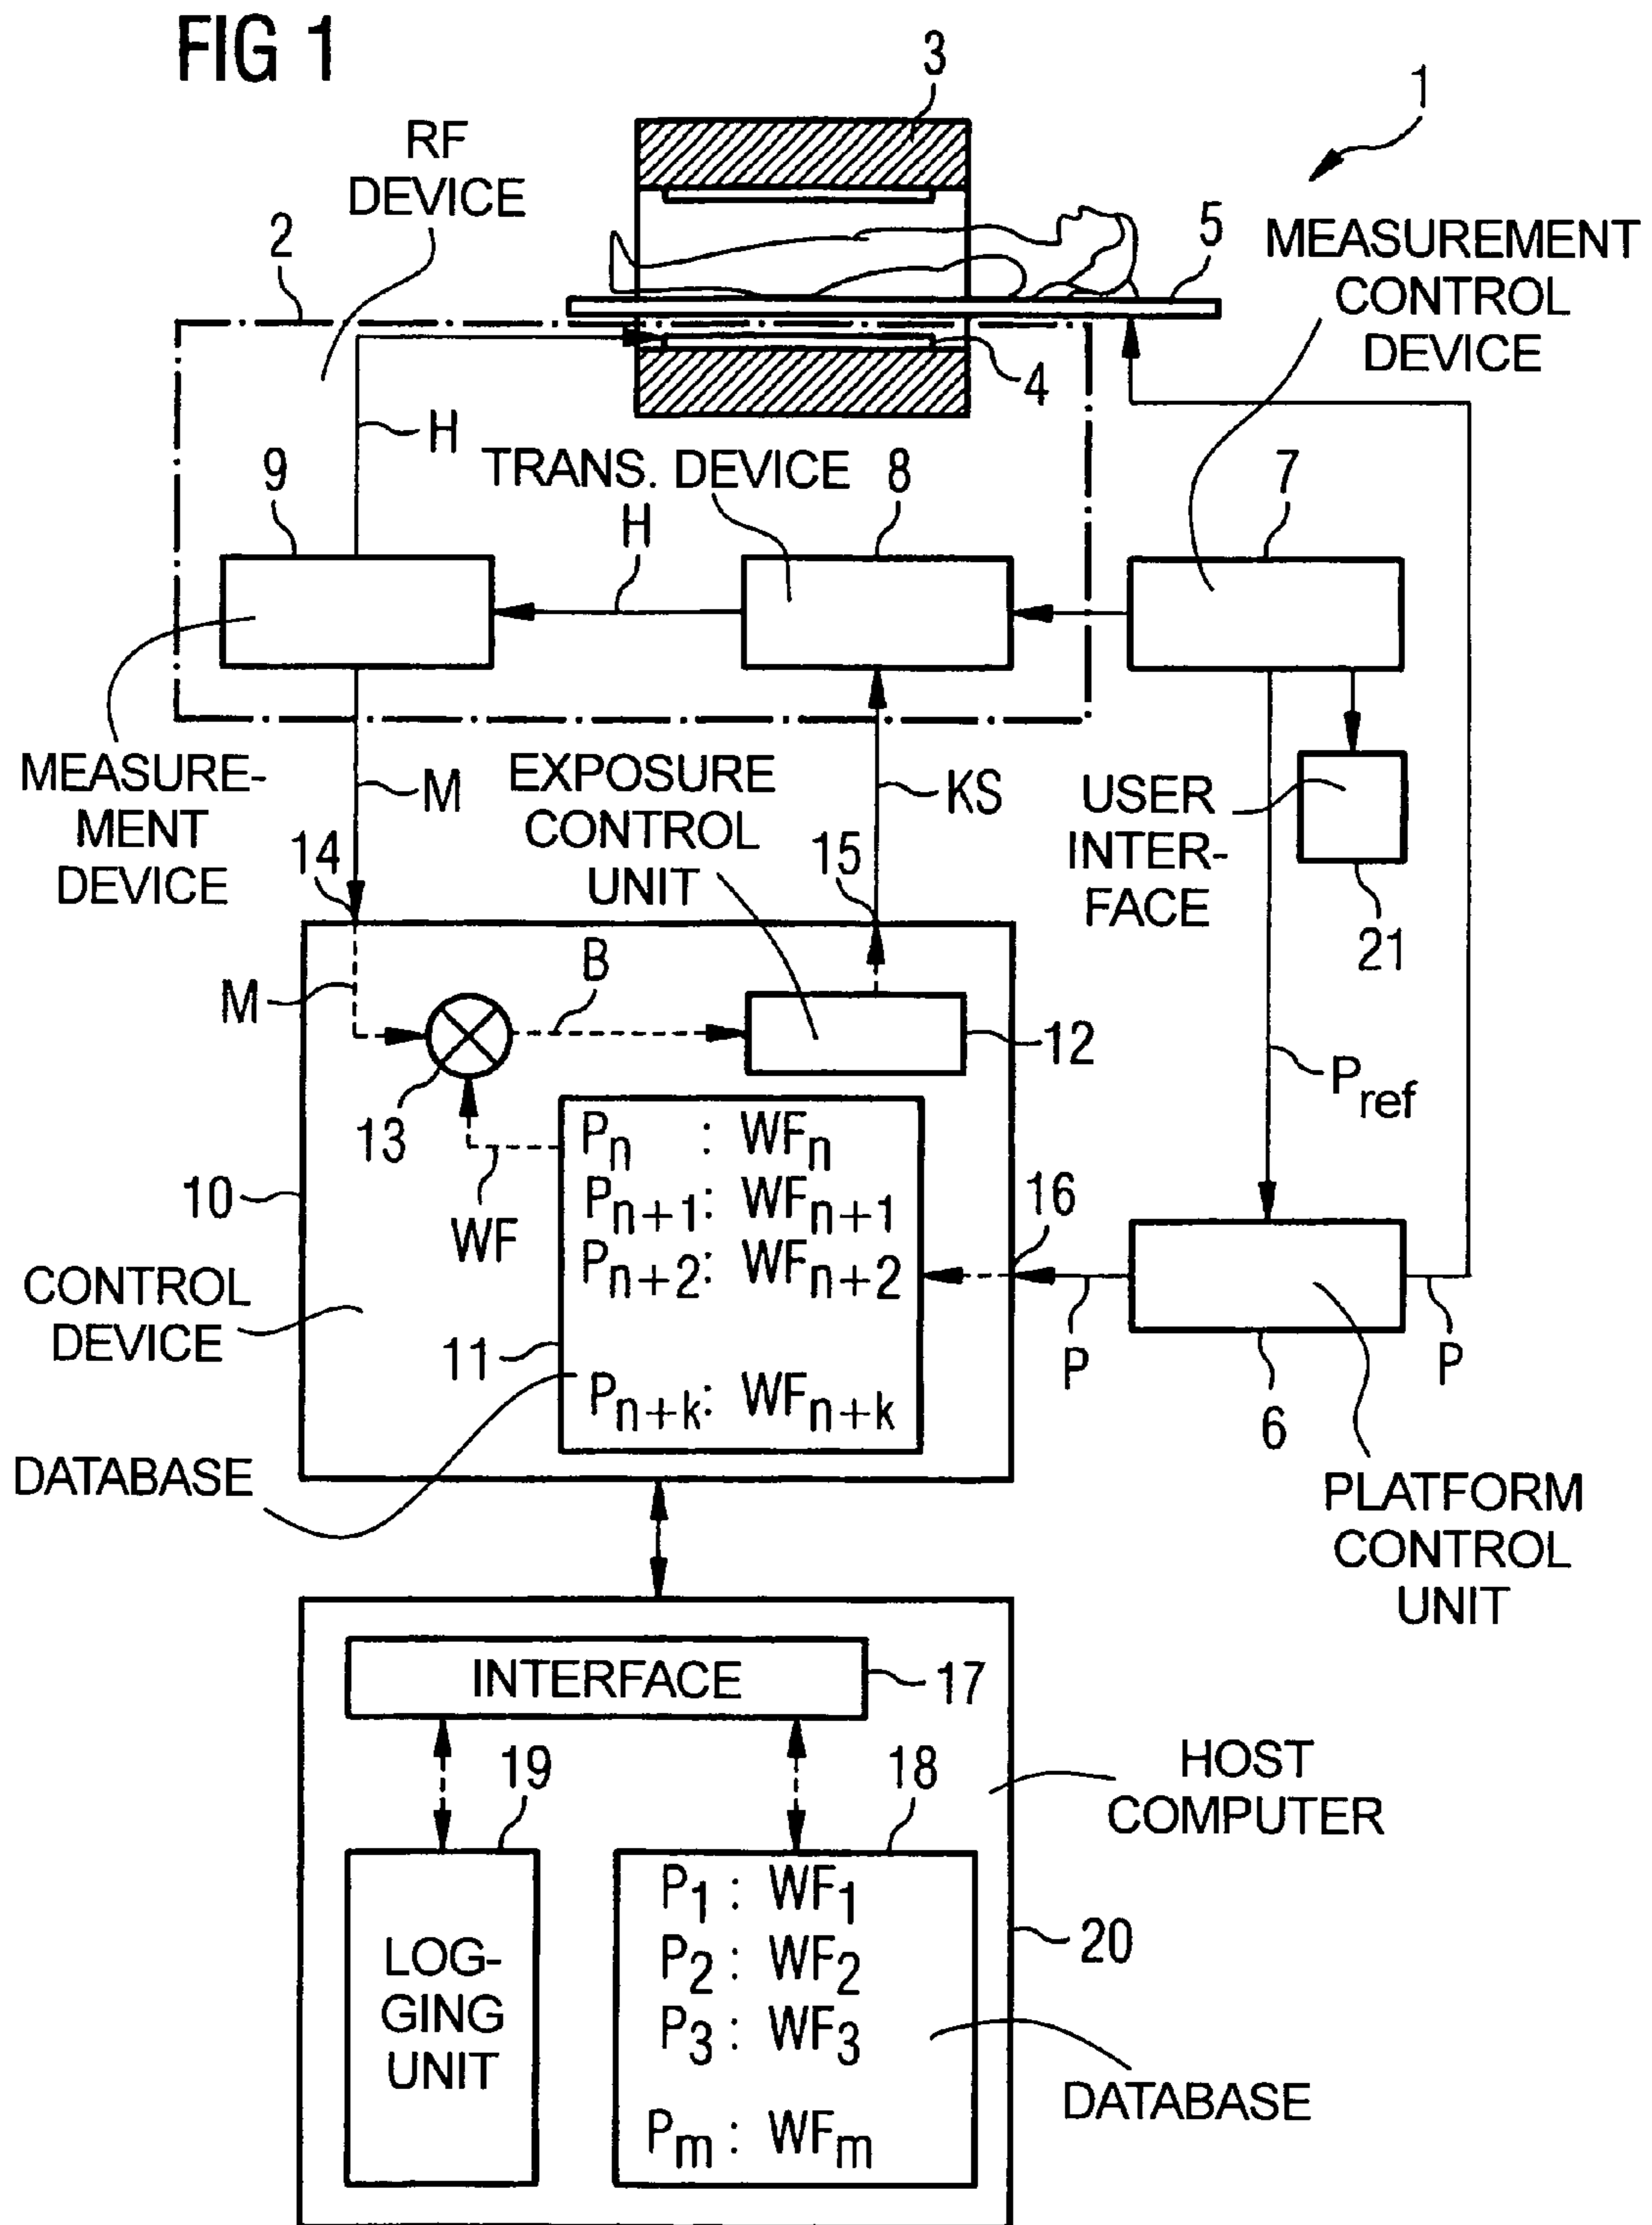 FIG 1
3
1
RF
DEVICE
2
5
MEASUREMENT
CONTROL
DEVICE
4
H
9
TRANS. DEVICE
8
7
H
MEASURE-
MENT
DEVICE
M
EXPOSURE
CONTROL
UNIT
KS
USER
INTER-
FACE
14
15
21
M
B
12
13
Pref
10
WF
Pn : WFn
Pn+1: WFn+1
Pn+2: WFn+2
Pn+k: WFn+k
16
CONTROL
DEVICE
11
P
P
6
DATABASE
PLATFORM
CONTROL
UNIT
INTERFACE
17
19
18
HOST
COMPUTER
LOG-
GING
UNIT
P1 : WF1
P2 : WF2
P3 : WF3
Pm : WFm
20
DATABASE